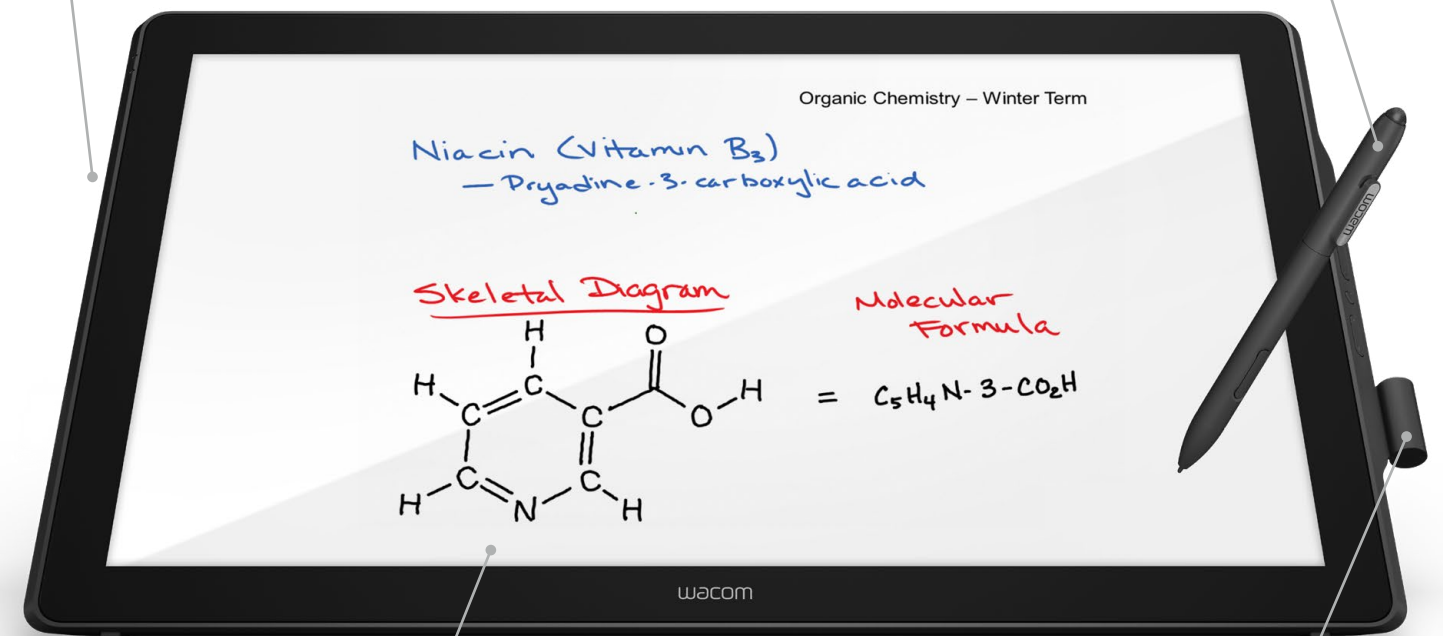 Organic Chemistry – Winter Term
Niacin (Vitamin B₃)
— Pryadine-3-carboxylic acid
Skeletal Diagram
Molecular
Formula
H
O
H
C
H
C
C
O
= C₅H₄N-3-CO₂H
C
C
H
N
H
wacom
wacom